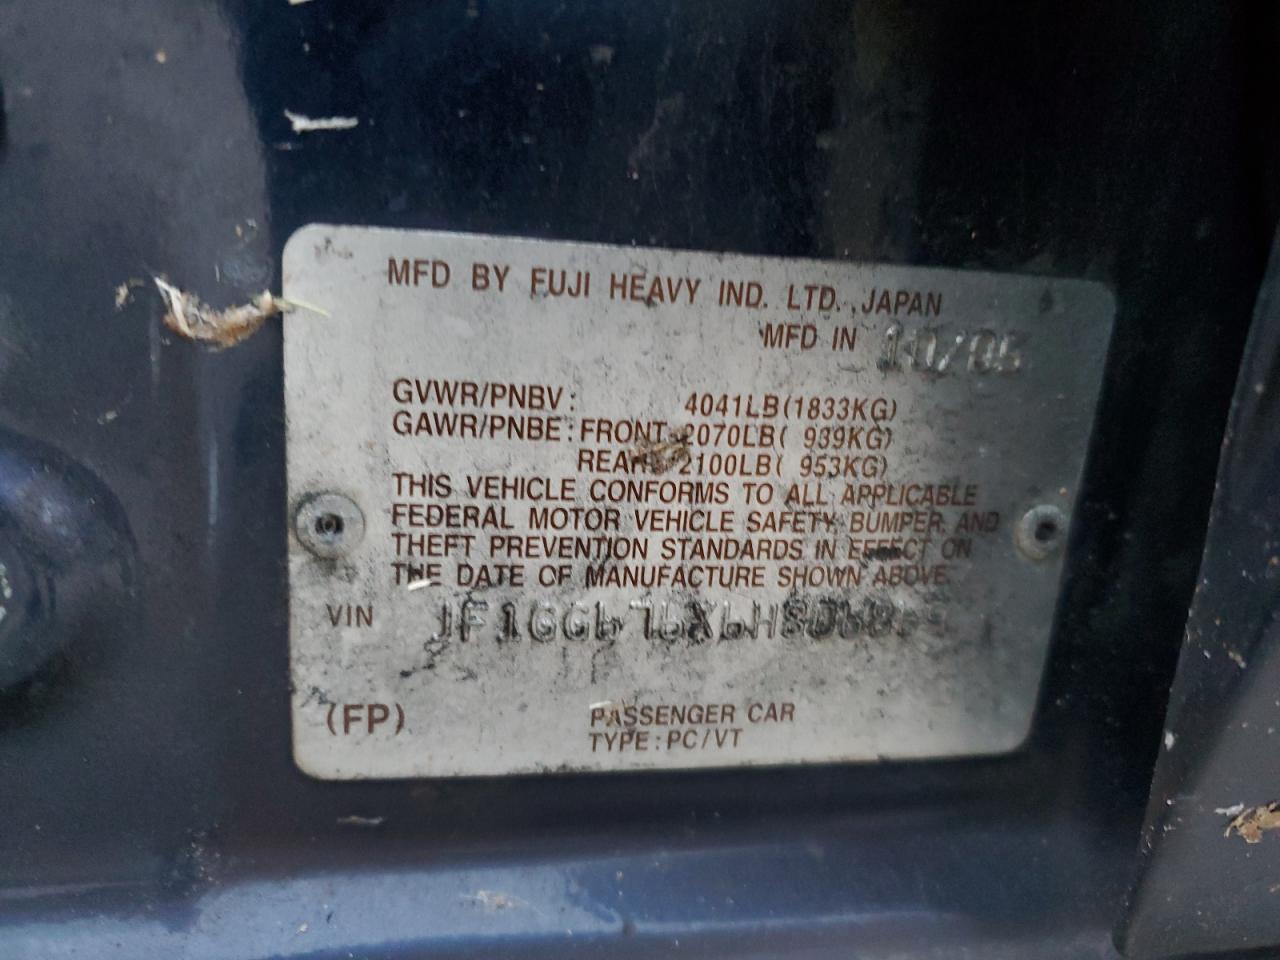 MFD BY FUJI HEAVY IND. LTD. JAPAN
MFD IN 10/05
GVWR/PNBV: 4041LB(1833KG)
GAWR/PNBE: FRONT 2070LB( 939KG)
REAR 2100LB( 953KG)
THIS VEHICLE CONFORMS TO ALL APPLICABLE
FEDERAL MOTOR VEHICLE SAFETY, BUMPER, AND
THEFT PREVENTION STANDARDS IN EFFECT ON
THE DATE OF MANUFACTURE SHOWN ABOVE.
VIN
(FP)
PASSENGER CAR
TYPE:PC/VT